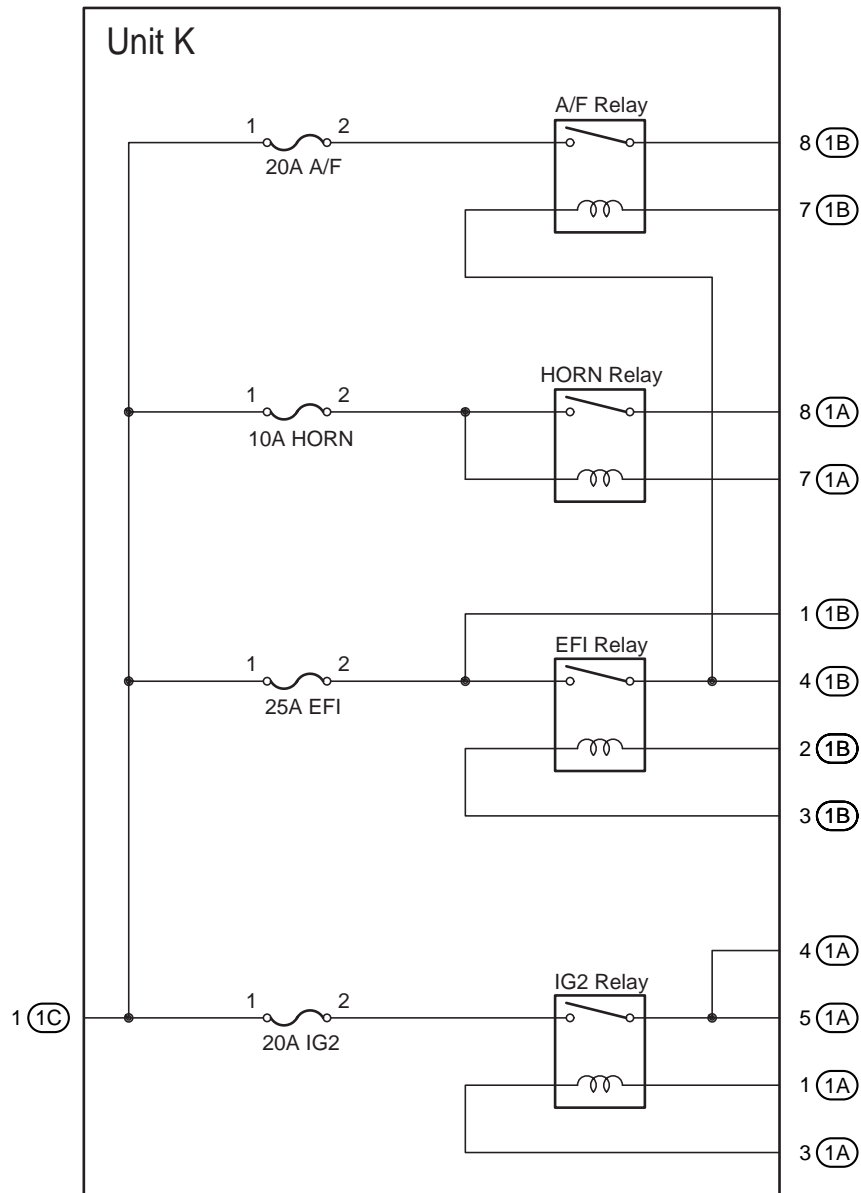 Unit K
A/F Relay
1 2
20A A/F
8 1B
7 1B
HORN Relay
1 2
10A HORN
8 1A
7 1A
1 1B
EFI Relay
1 2
25A EFI
4 1B
2 1B
3 1B
4 1A
IG2 Relay
1 1C
1 2
20A IG2
5 1A
1 1A
3 1A